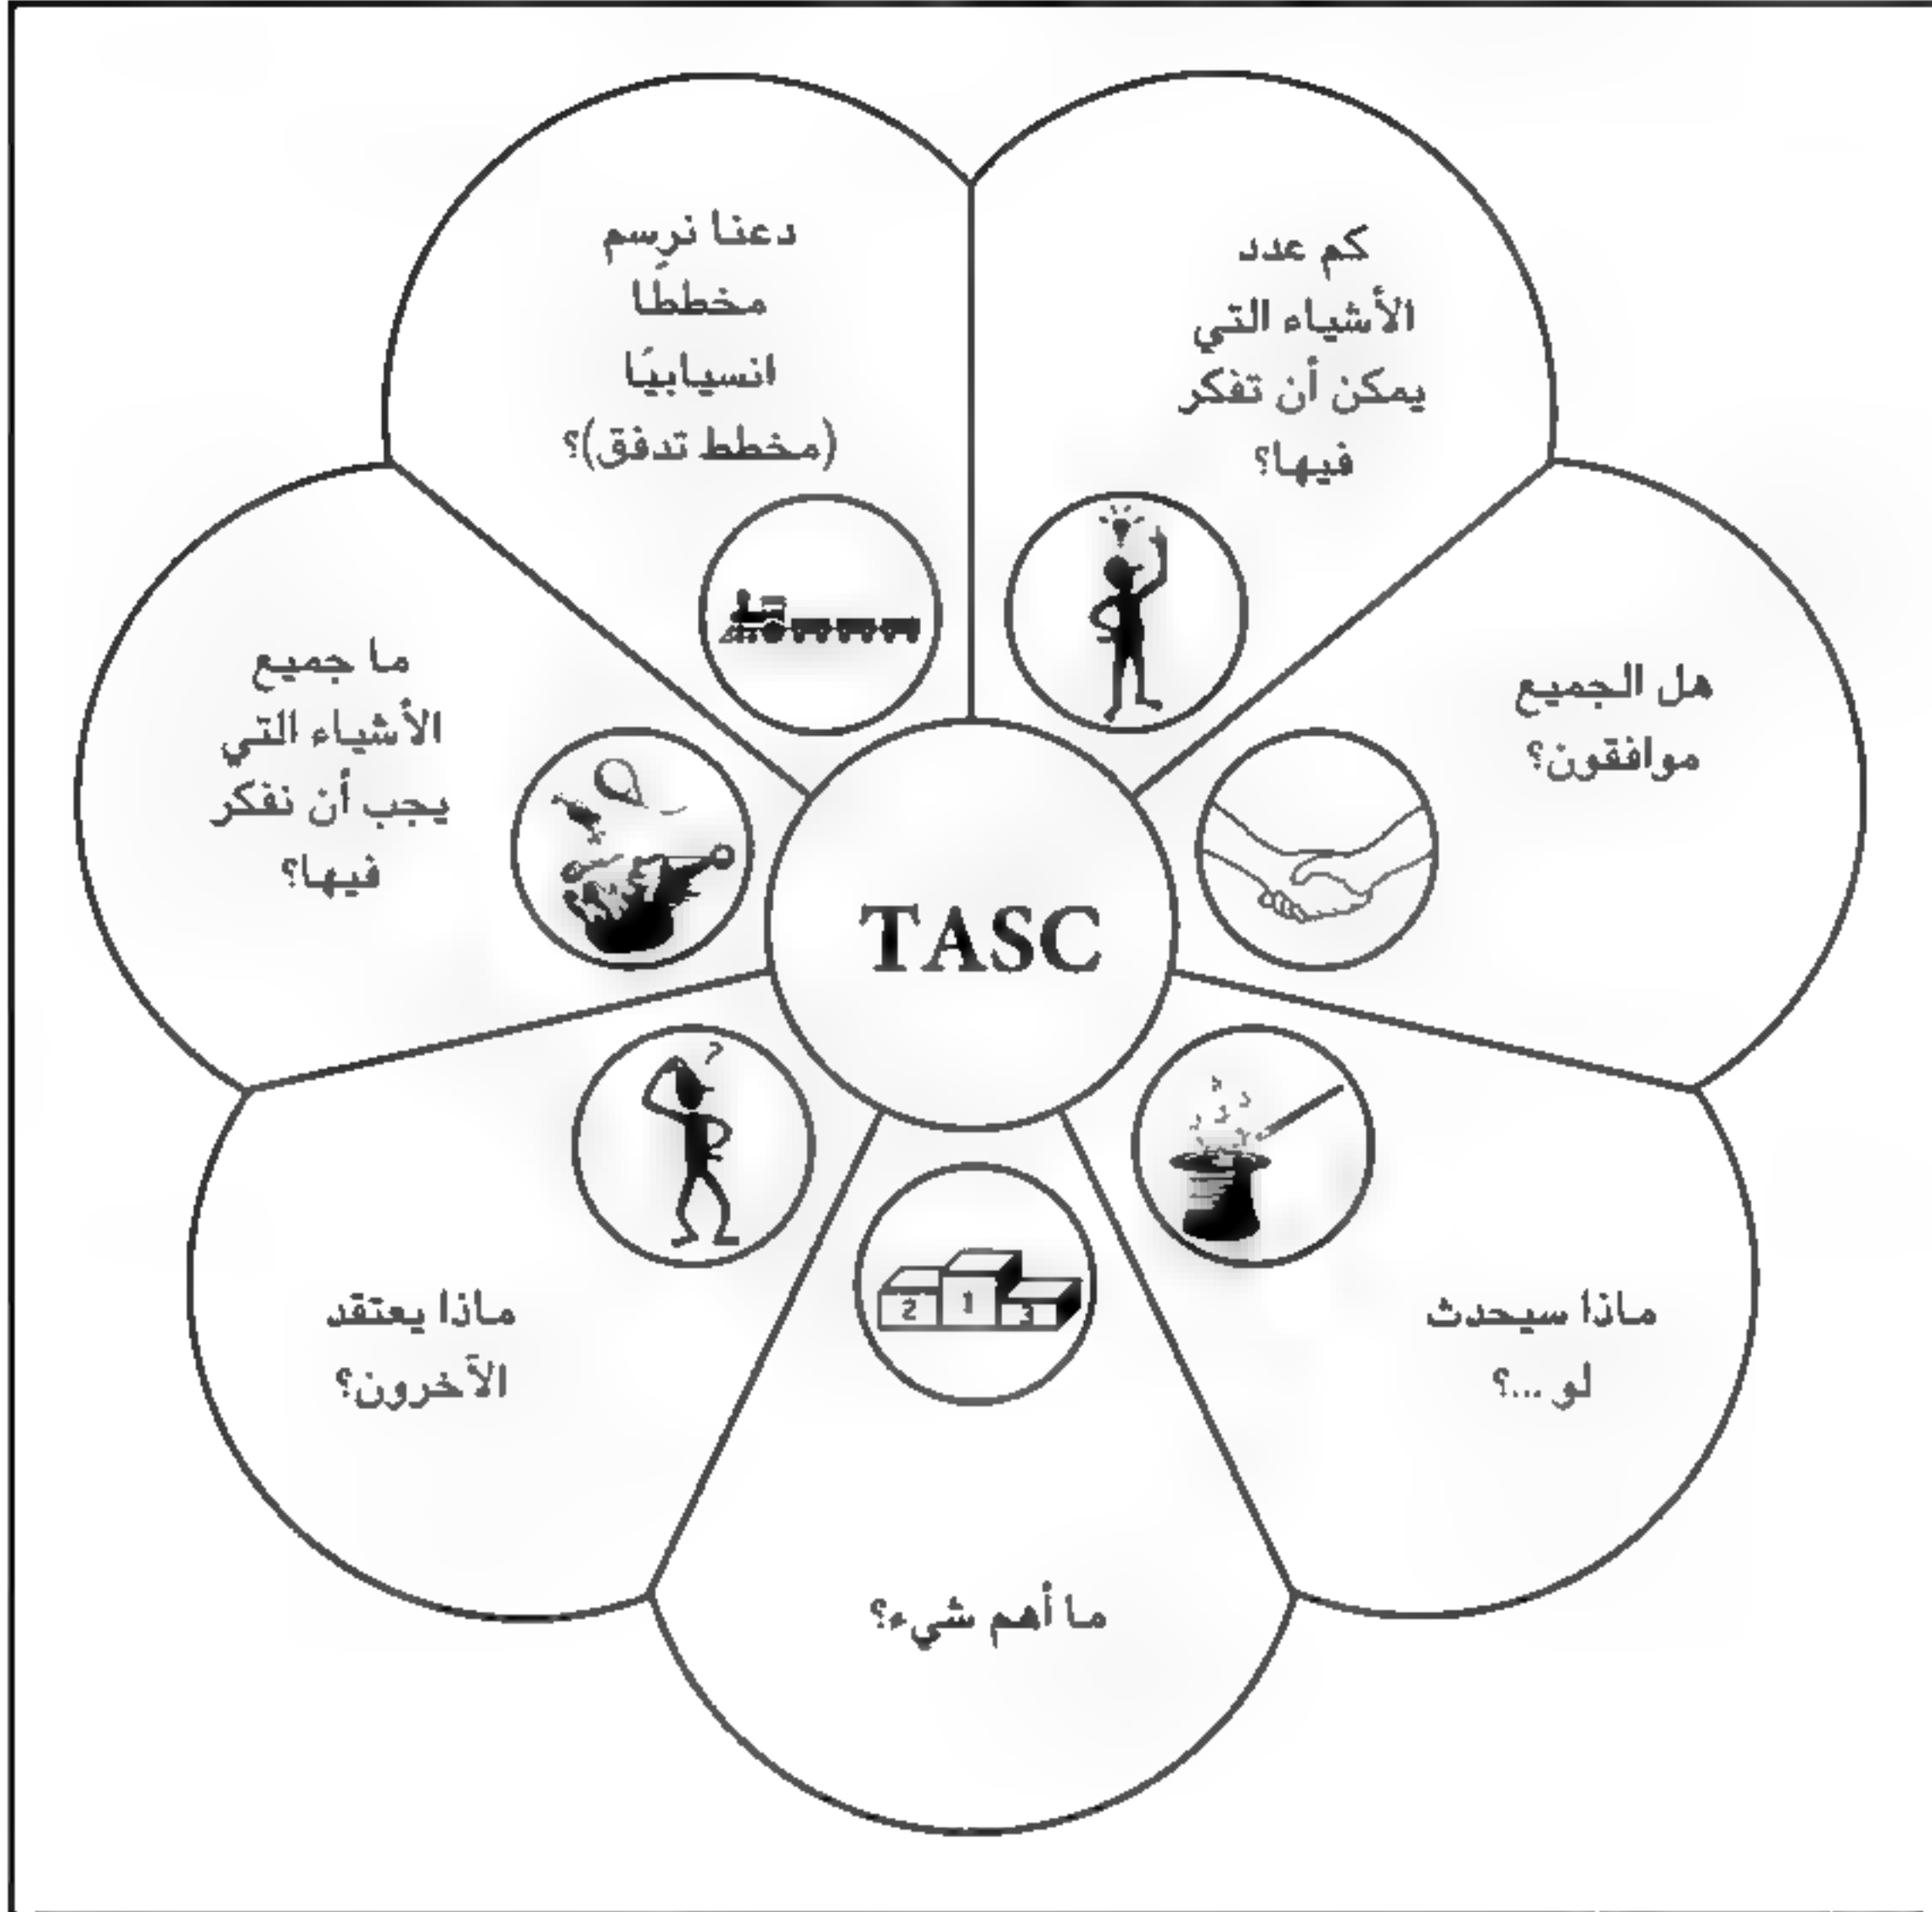 كم عدد
الأشياء التي
يمكن أن تفكر
فيها؟
هل الجميع
موافقون؟
ماذا سيحدث
لو ...؟
ما أهم شيء؟
ماذا يعتقد
الآخرون؟
ما جميع
الأشياء التي
يجب أن نفكر
فيها؟
دعنا نرسم
مخططًا
انسيابيًا
(مخطط تدفق)؟
TASC
?
2
1
3